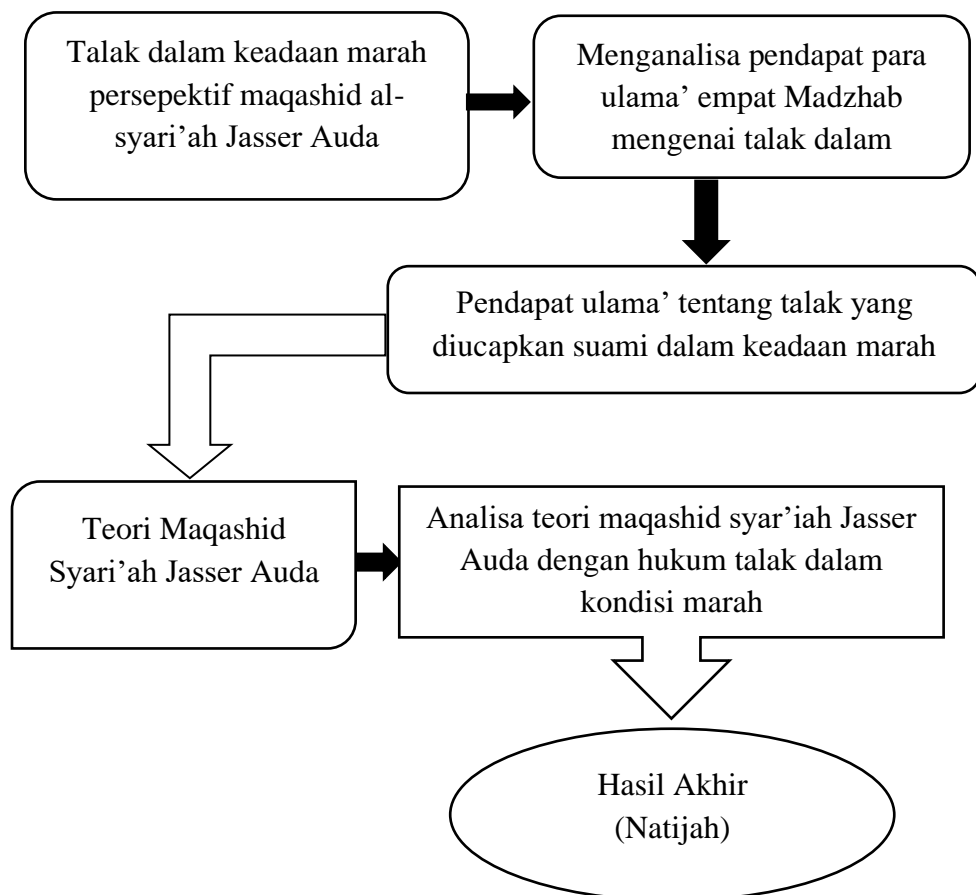 Talak dalam keadaan marah
persepektif maqashid al-
syari’ah Jasser Auda
Menganalisa pendapat para
ulama’ empat Madzhab
mengenai talak dalam
Pendapat ulama’ tentang talak yang
diucapkan suami dalam keadaan marah
Teori Maqashid
Syari’ah Jasser Auda
Analisa teori maqashid syar’iah Jasser
Auda dengan hukum talak dalam
kondisi marah
Hasil Akhir
(Natijah)